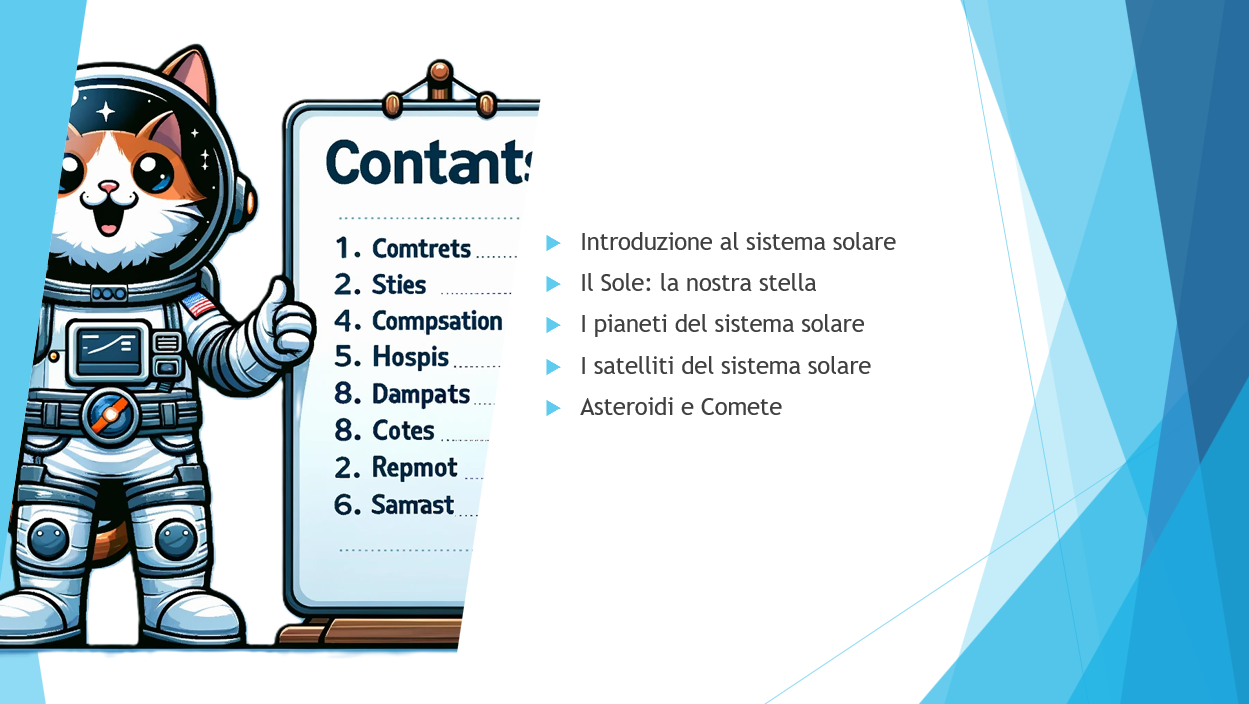 Contants
1. Comtrets
2. Sties
4. Compsation
5. Hospis
8. Dampats
8. Cotes
2. Repmot
6. Samast
Introduzione al sistema solare
Il Sole: la nostra stella
I pianeti del sistema solare
I satelliti del sistema solare
Asteroidi e Comete